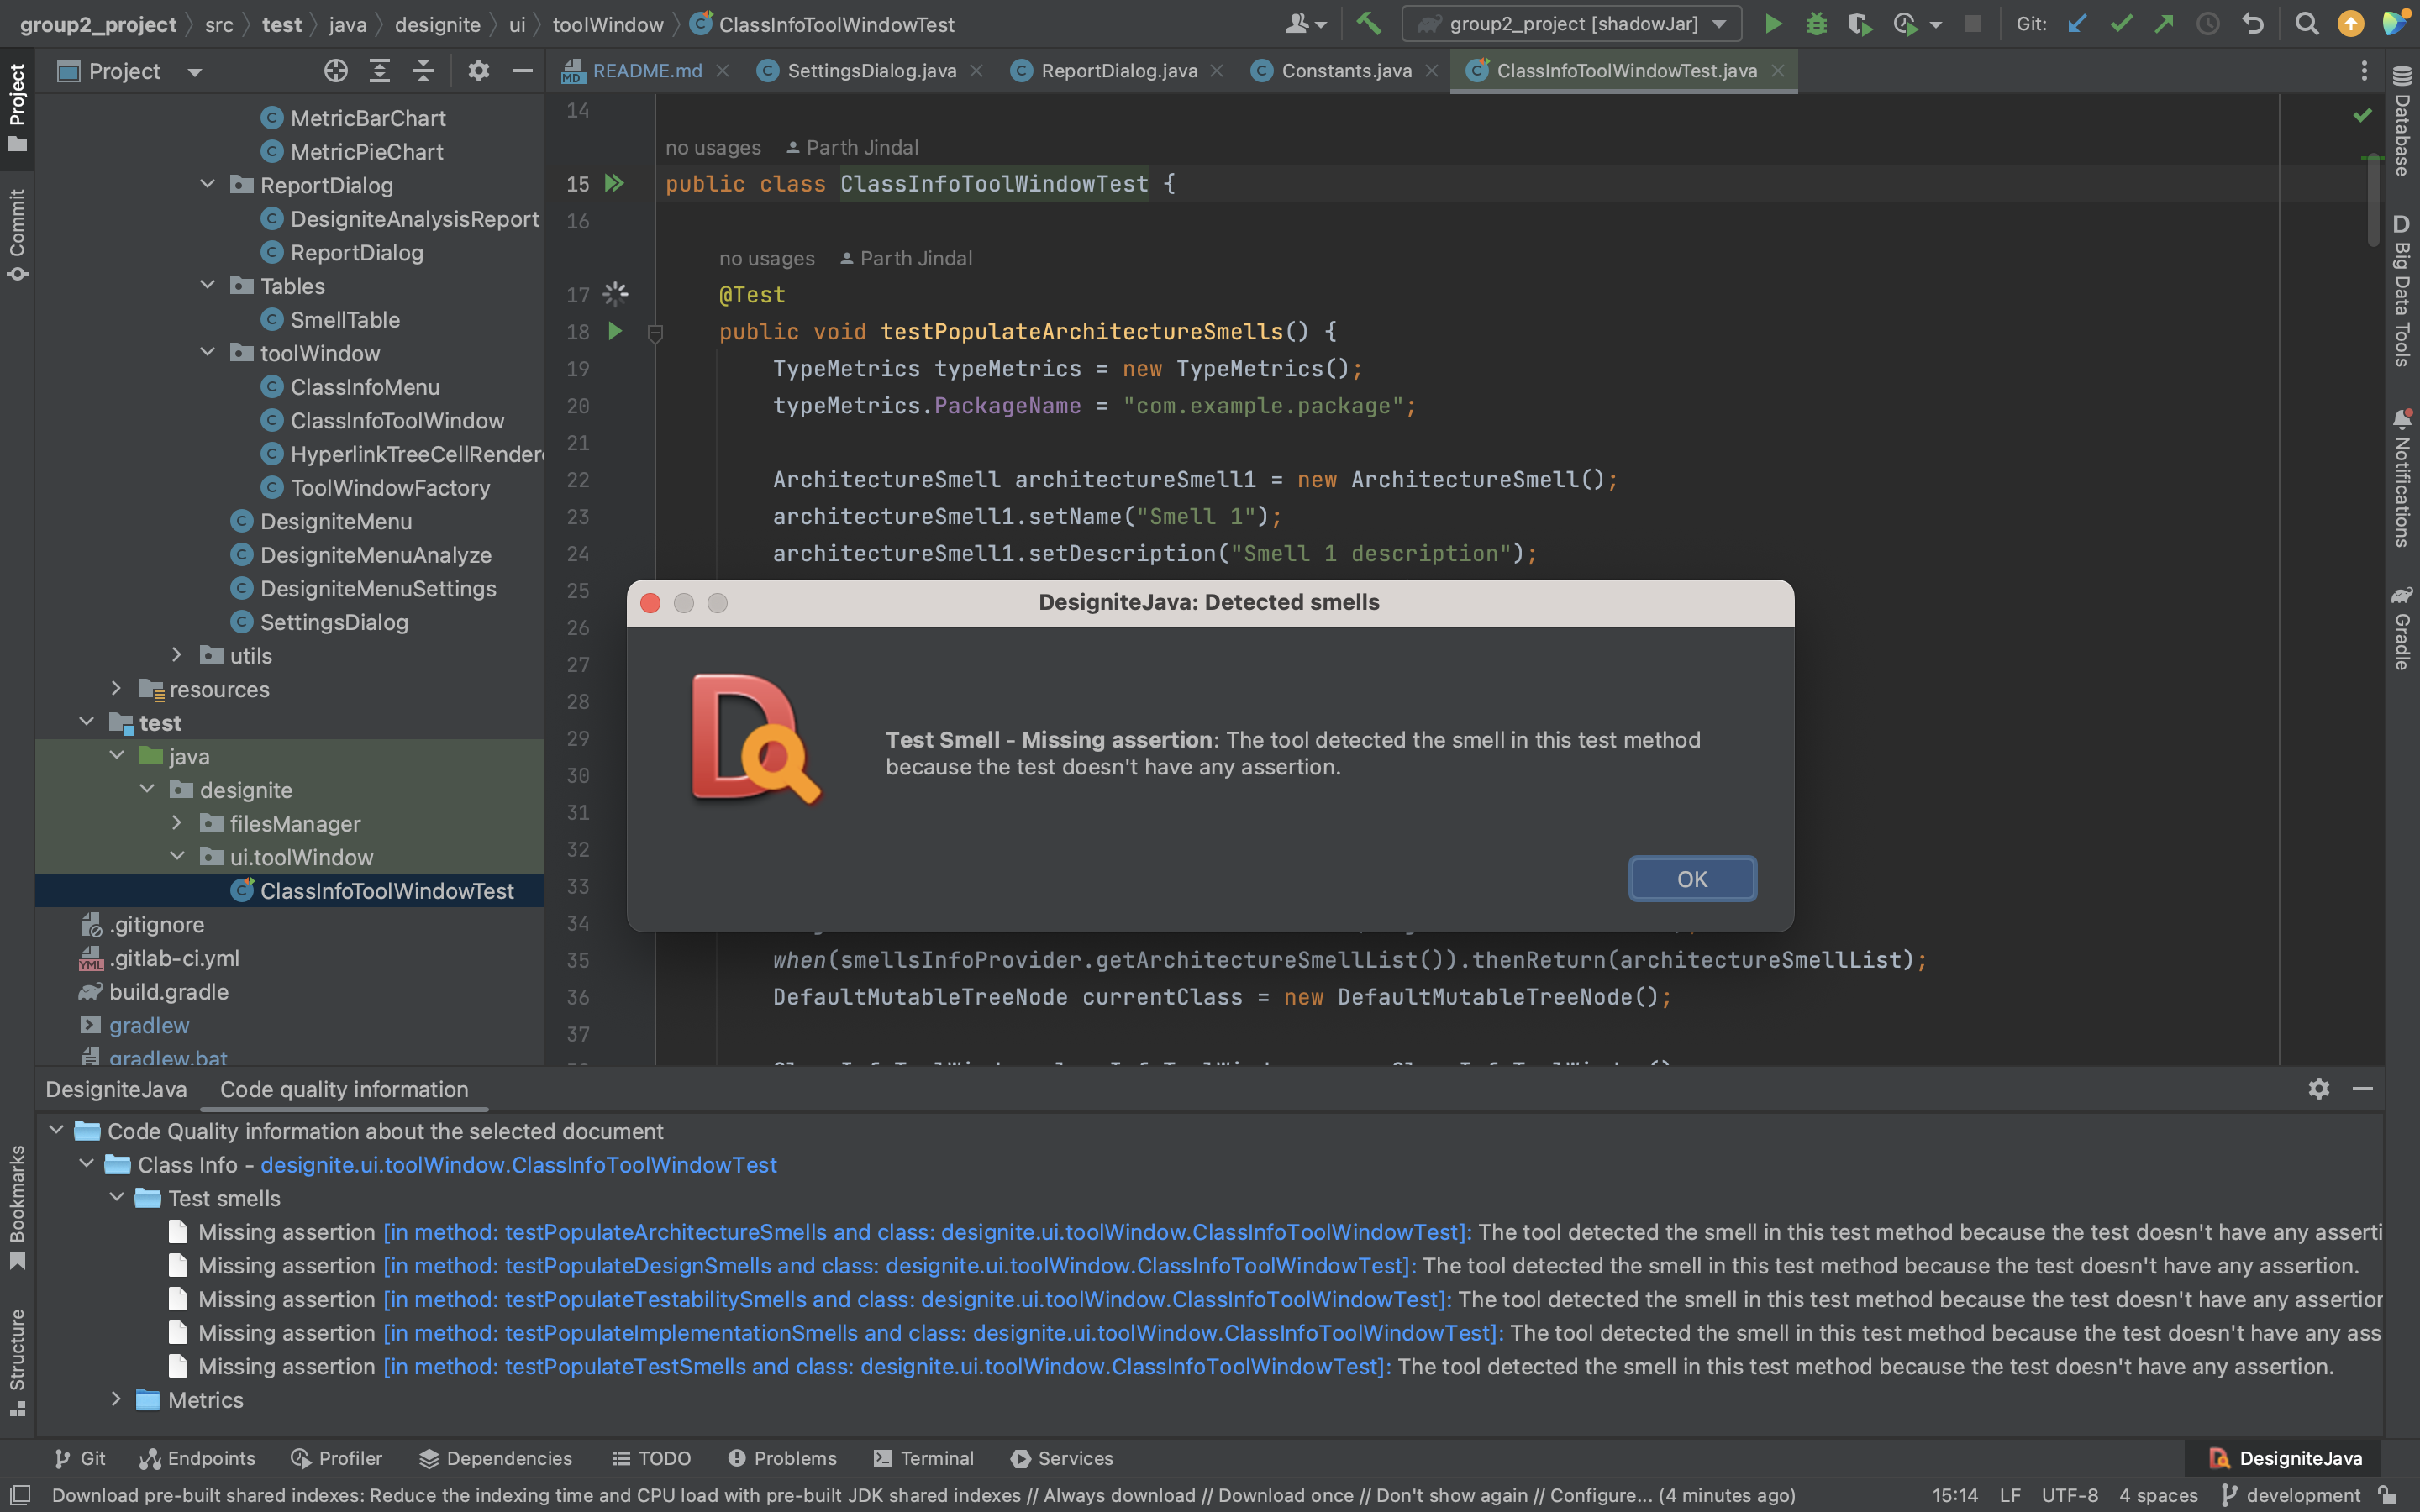 group2_project src test java designite ui toolWindow ClassInfoToolWindowTest
group2_project [shadowJar]
Git:
Project
README.md
SettingsDialog.java
ReportDialog.java
Constants.java
ClassInfoToolWindowTest.java
Project
Commit
Bookmarks
Structure
Database
D
Big Data Tools
Notifications
Gradle
MetricBarChart
MetricPieChart
ReportDialog
DesigniteAnalysisReport
ReportDialog
Tables
SmellTable
toolWindow
ClassInfoMenu
ClassInfoToolWindow
HyperlinkTreeCellRendere
ToolWindowFactory
DesigniteMenu
DesigniteMenuAnalyze
DesigniteMenuSettings
SettingsDialog
utils
resources
test
java
designite
filesManager
ui.toolWindow
ClassInfoToolWindowTest
.gitignore
.gitlab-ci.yml
build.gradle
gradlew
gradlew.bat
14
no usages Parth Jindal
15 public class ClassInfoToolWindowTest {
16
no usages Parth Jindal
17 @Test
18 public void testPopulateArchitectureSmells() {
19 TypeMetrics typeMetrics = new TypeMetrics();
20 typeMetrics.PackageName = "com.example.package";
21
22 ArchitectureSmell architectureSmell1 = new ArchitectureSmell();
23 architectureSmell1.setName("Smell 1");
24 architectureSmell1.setDescription("Smell 1 description");
25
26
27
28
29
30
31
32
33
34
35 when(smellsInfoProvider.getArchitectureSmellList()).thenReturn(architectureSmellList);
36 DefaultMutableTreeNode currentClass = new DefaultMutableTreeNode();
37
DesigniteJava: Detected smells
Test Smell - Missing assertion: The tool detected the smell in this test method
because the test doesn't have any assertion.
OK
DesigniteJava Code quality information
Code Quality information about the selected document
Class Info - designite.ui.toolWindow.ClassInfoToolWindowTest
Test smells
Missing assertion [in method: testPopulateArchitectureSmells and class: designite.ui.toolWindow.ClassInfoToolWindowTest]: The tool detected the smell in this test method because the test doesn't have any asserti
Missing assertion [in method: testPopulateDesignSmells and class: designite.ui.toolWindow.ClassInfoToolWindowTest]: The tool detected the smell in this test method because the test doesn't have any assertion.
Missing assertion [in method: testPopulateTestabilitySmells and class: designite.ui.toolWindow.ClassInfoToolWindowTest]: The tool detected the smell in this test method because the test doesn't have any assertior
Missing assertion [in method: testPopulateImplementationSmells and class: designite.ui.toolWindow.ClassInfoToolWindowTest]: The tool detected the smell in this test method because the test doesn't have any ass
Missing assertion [in method: testPopulateTestSmells and class: designite.ui.toolWindow.ClassInfoToolWindowTest]: The tool detected the smell in this test method because the test doesn't have any assertion.
Metrics
Git Endpoints Profiler Dependencies TODO Problems Terminal Services DesigniteJava
Download pre-built shared indexes: Reduce the indexing time and CPU load with pre-built JDK shared indexes // Always download // Download once // Don't show again // Configure... (4 minutes ago) 15:14 LF UTF-8 4 spaces development